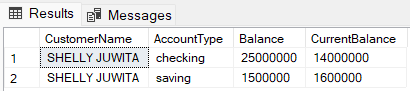 Results Messages
CustomerName AccountType Balance CurrentBalance
1 SHELLY JUWITA checking 25000000 14000000
2 SHELLY JUWITA saving 1500000 1600000